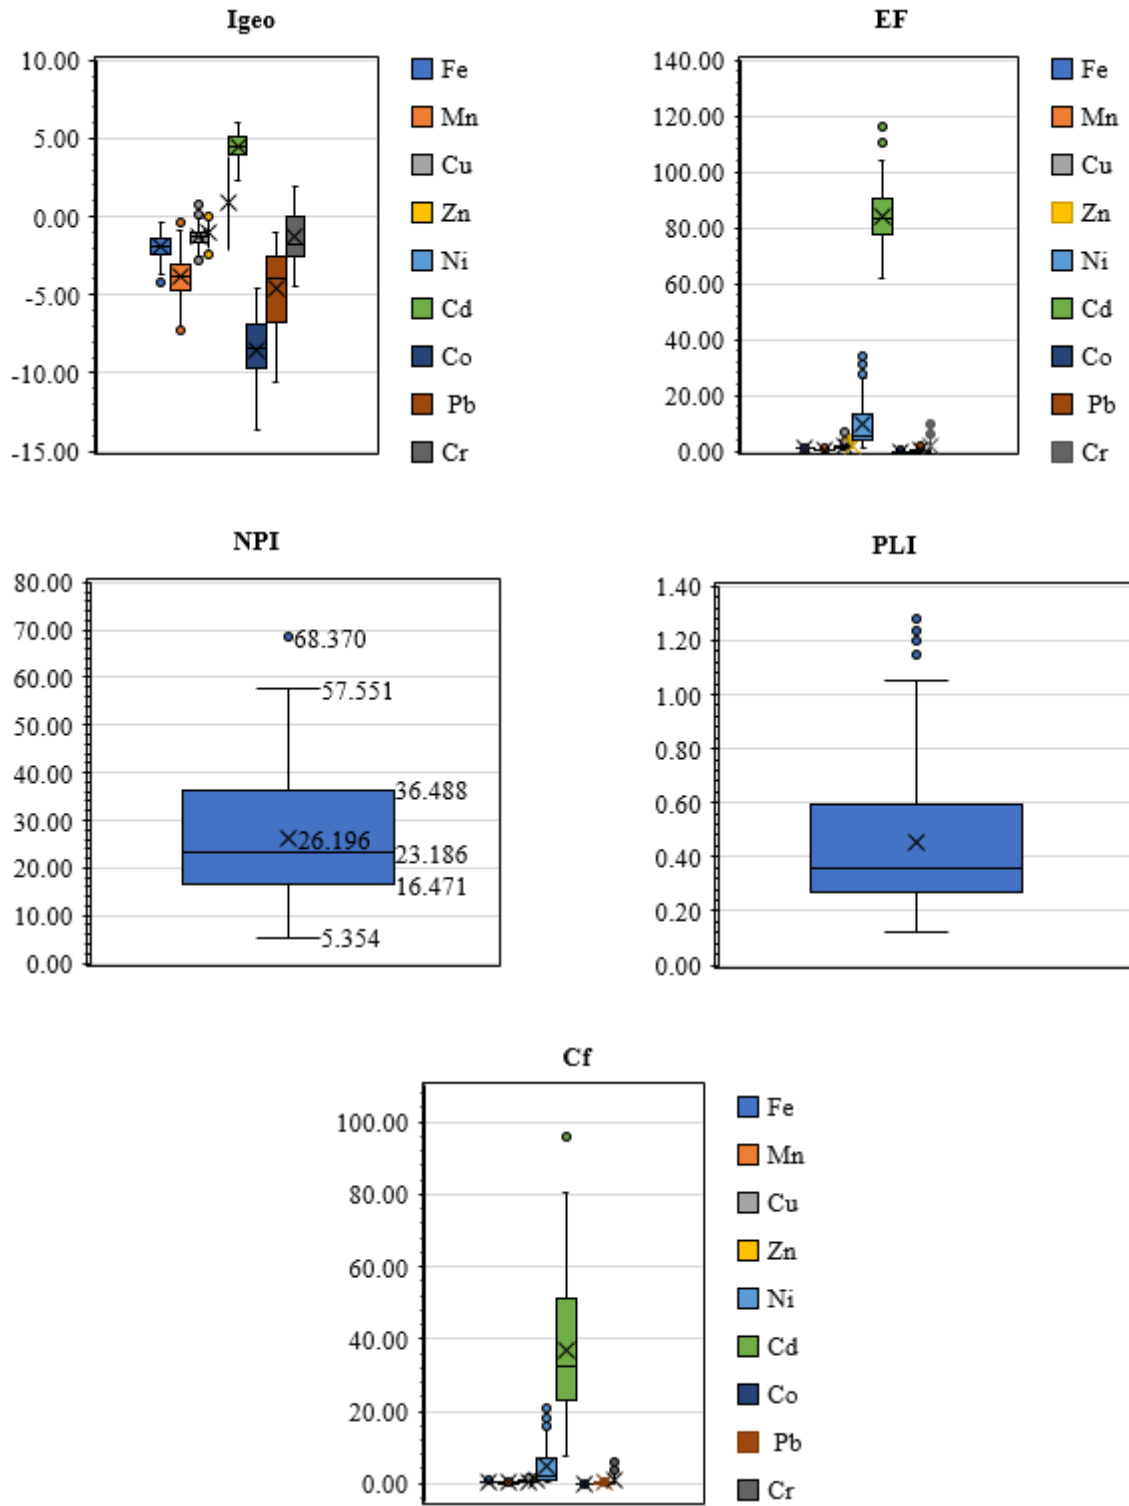 Igeo
10.00
5.00
0.00
-5.00
-10.00
-15.00
Fe
Mn
Cu
Zn
Ni
Cd
Co
Pb
Cr
EF
140.00
120.00
100.00
80.00
60.00
40.00
20.00
0.00
Fe
Mn
Cu
Zn
Ni
Cd
Co
Pb
Cr
NPI
80.00
70.00
60.00
50.00
40.00
30.00
20.00
10.00
0.00
68.370
57.551
36.488
26.196
23.186
16.471
5.354
PLI
1.40
1.20
1.00
0.80
0.60
0.40
0.20
0.00
Cf
100.00
80.00
60.00
40.00
20.00
0.00
Fe
Mn
Cu
Zn
Ni
Cd
Co
Pb
Cr